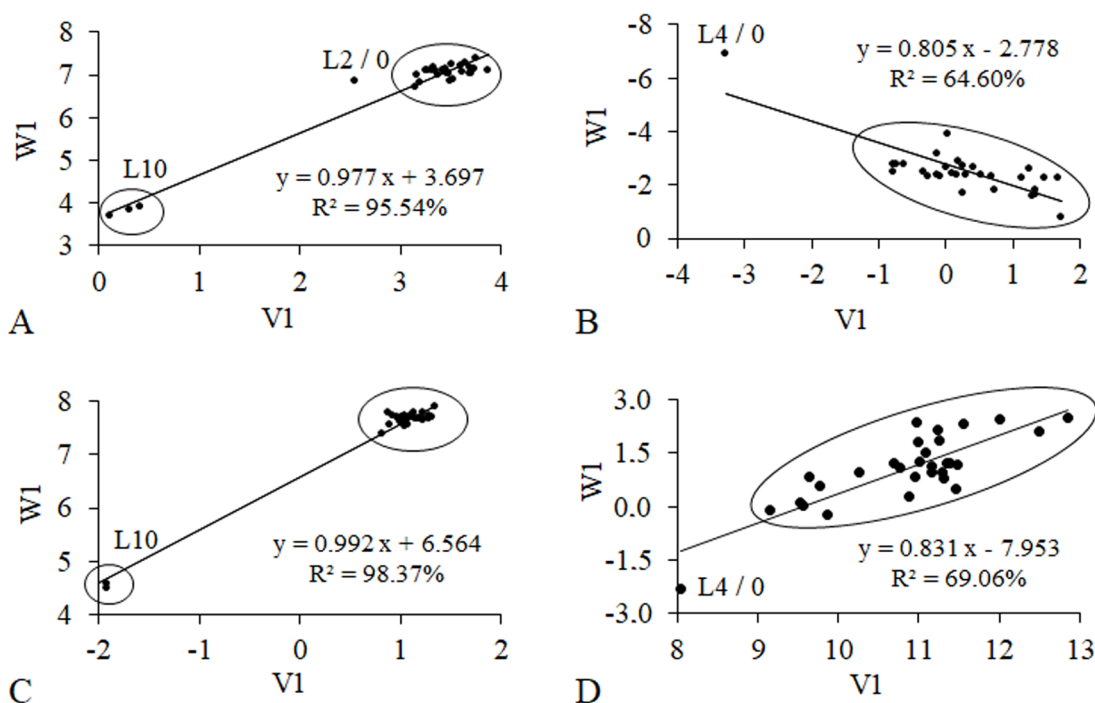 8
7
6
5
4
3
W1
L10
L2 / 0
y = 0.977 x + 3.697
R² = 95.54%
0
1
2
3
4
V1
A
-8
-6
-4
-2
0
W1
L4 / 0
y = 0.805 x - 2.778
R² = 64.60%
-4
-3
-1
0
1
2
V1
B
8
7
5
4
W1
L10
y = 0.992 x + 6.564
R² = 98.37%
-2
-1
0
1
2
V1
C
3.0
1.5
0.0
-1.5
-3.0
W1
y = 0.831 x - 7.953
R² = 69.06%
L4 / 0
8
9
10
11
12
13
V1
D